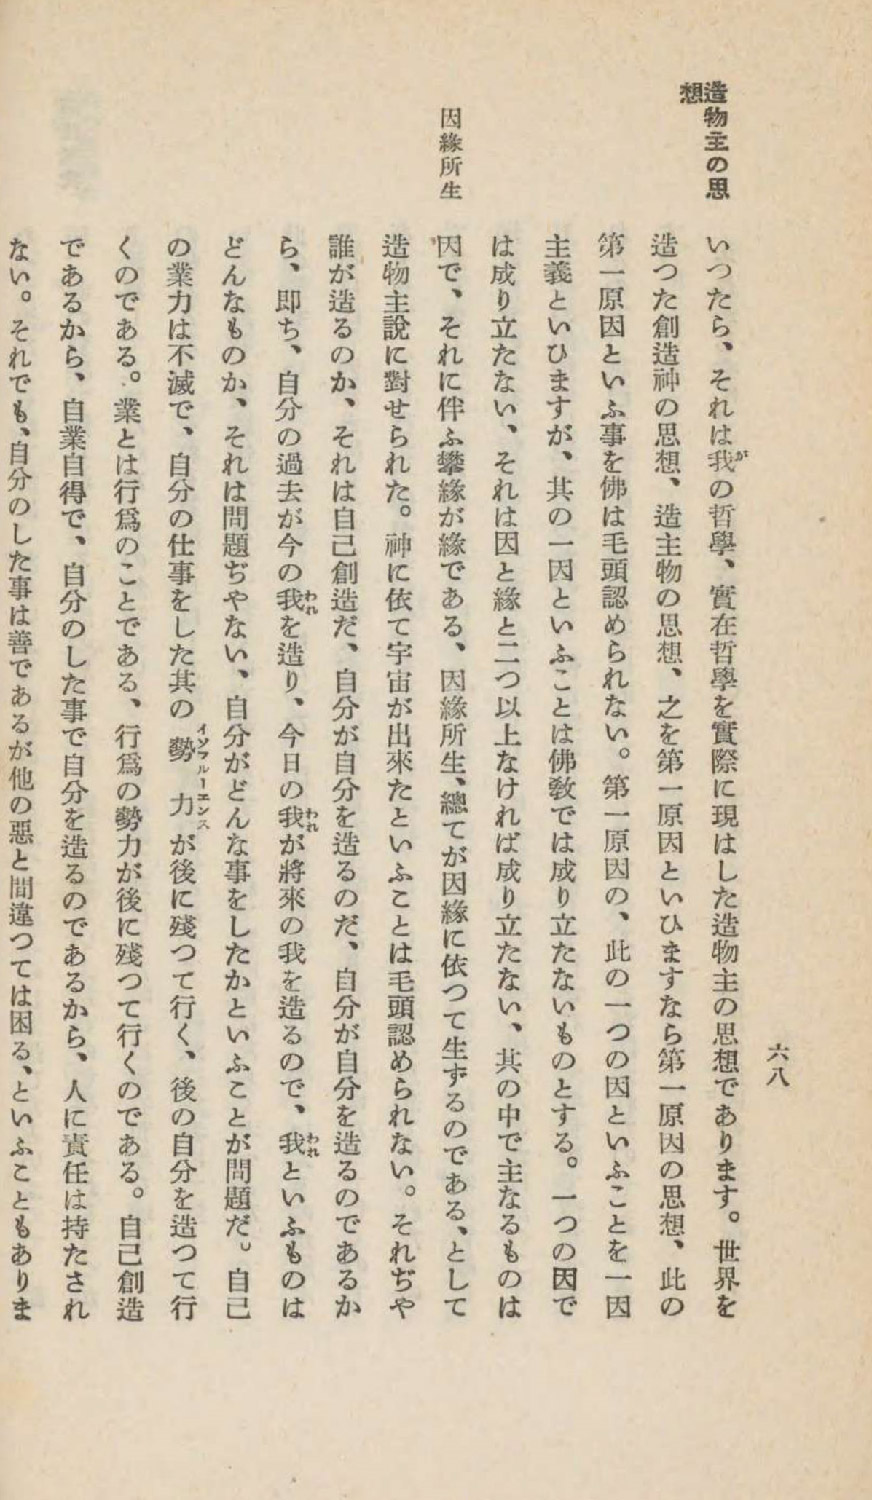 六八
造物主の思
想
いつたら、それは我の哲學、實在哲學を實際に現はした造物主の思想であります。世界を
造つた創造神の思想、造主物の思想、之を第一原因といひますなら第一原因の思想、此の
第一原因といふ事を佛は毛頭認められない。第一原因の、此の一つの因といふことを一因
主義といひますが、其の一因といふことは佛敎では成り立たないものとする。一つの因で
は成り立たない、それは因と緣と二つ以上なければ成り立たない、其の中で主なるものは
因緣所生
因で、それに伴ふ攀緣が緣である、因緣所生、總てが因緣に依つて生ずるのである、として
造物主說に對せられた。神に依て宇宙が出來たといふことは毛頭認められない。それぢや
誰が造るのか、それは自己創造だ、自分が自分を造るのだ、自分が自分を造るのであるか
ら、卽ち、自分の過去が今の我を造り、今日の我が將來の我を造るので、我といふものは
どんなものか、それは問題ぢやない、自分がどんな事をしたかといふことが問題だ。自己
の業力は不滅で、自分の仕事をした其の勢力が後に殘つて行く、後の自分を造つて行
くのである。業とは行爲のことである、行爲の勢力が後に殘つて行くのである。自己創造
であるから、自業自得で、自分のした事で自分を造るのであるから、人に責任は持たされ
ない。それでも、自分のした事は善であるが他の惡と間違つては困る、といふこともありま